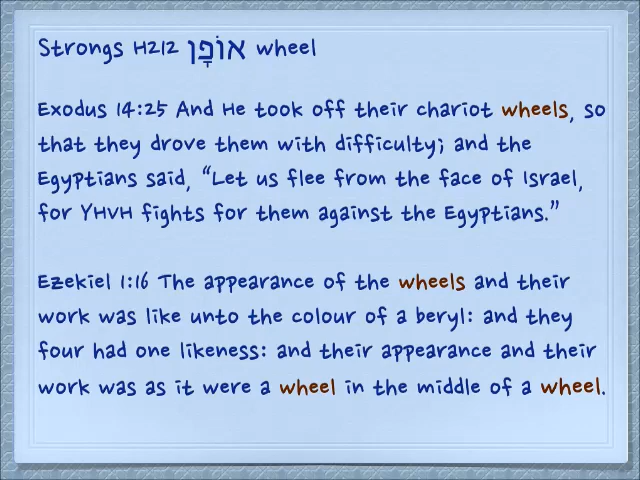 Strongs H212 אוֹפָן wheel
Exodus 14:25 And He took off their chariot wheels, so
that they drove them with difficulty; and the
Egyptians said, “Let us flee from the face of Israel,
for YHVH fights for them against the Egyptians.”
Ezekiel 1:16 The appearance of the wheels and their
work was like unto the colour of a beryl: and they
four had one likeness: and their appearance and their
work was as it were a wheel in the middle of a wheel.